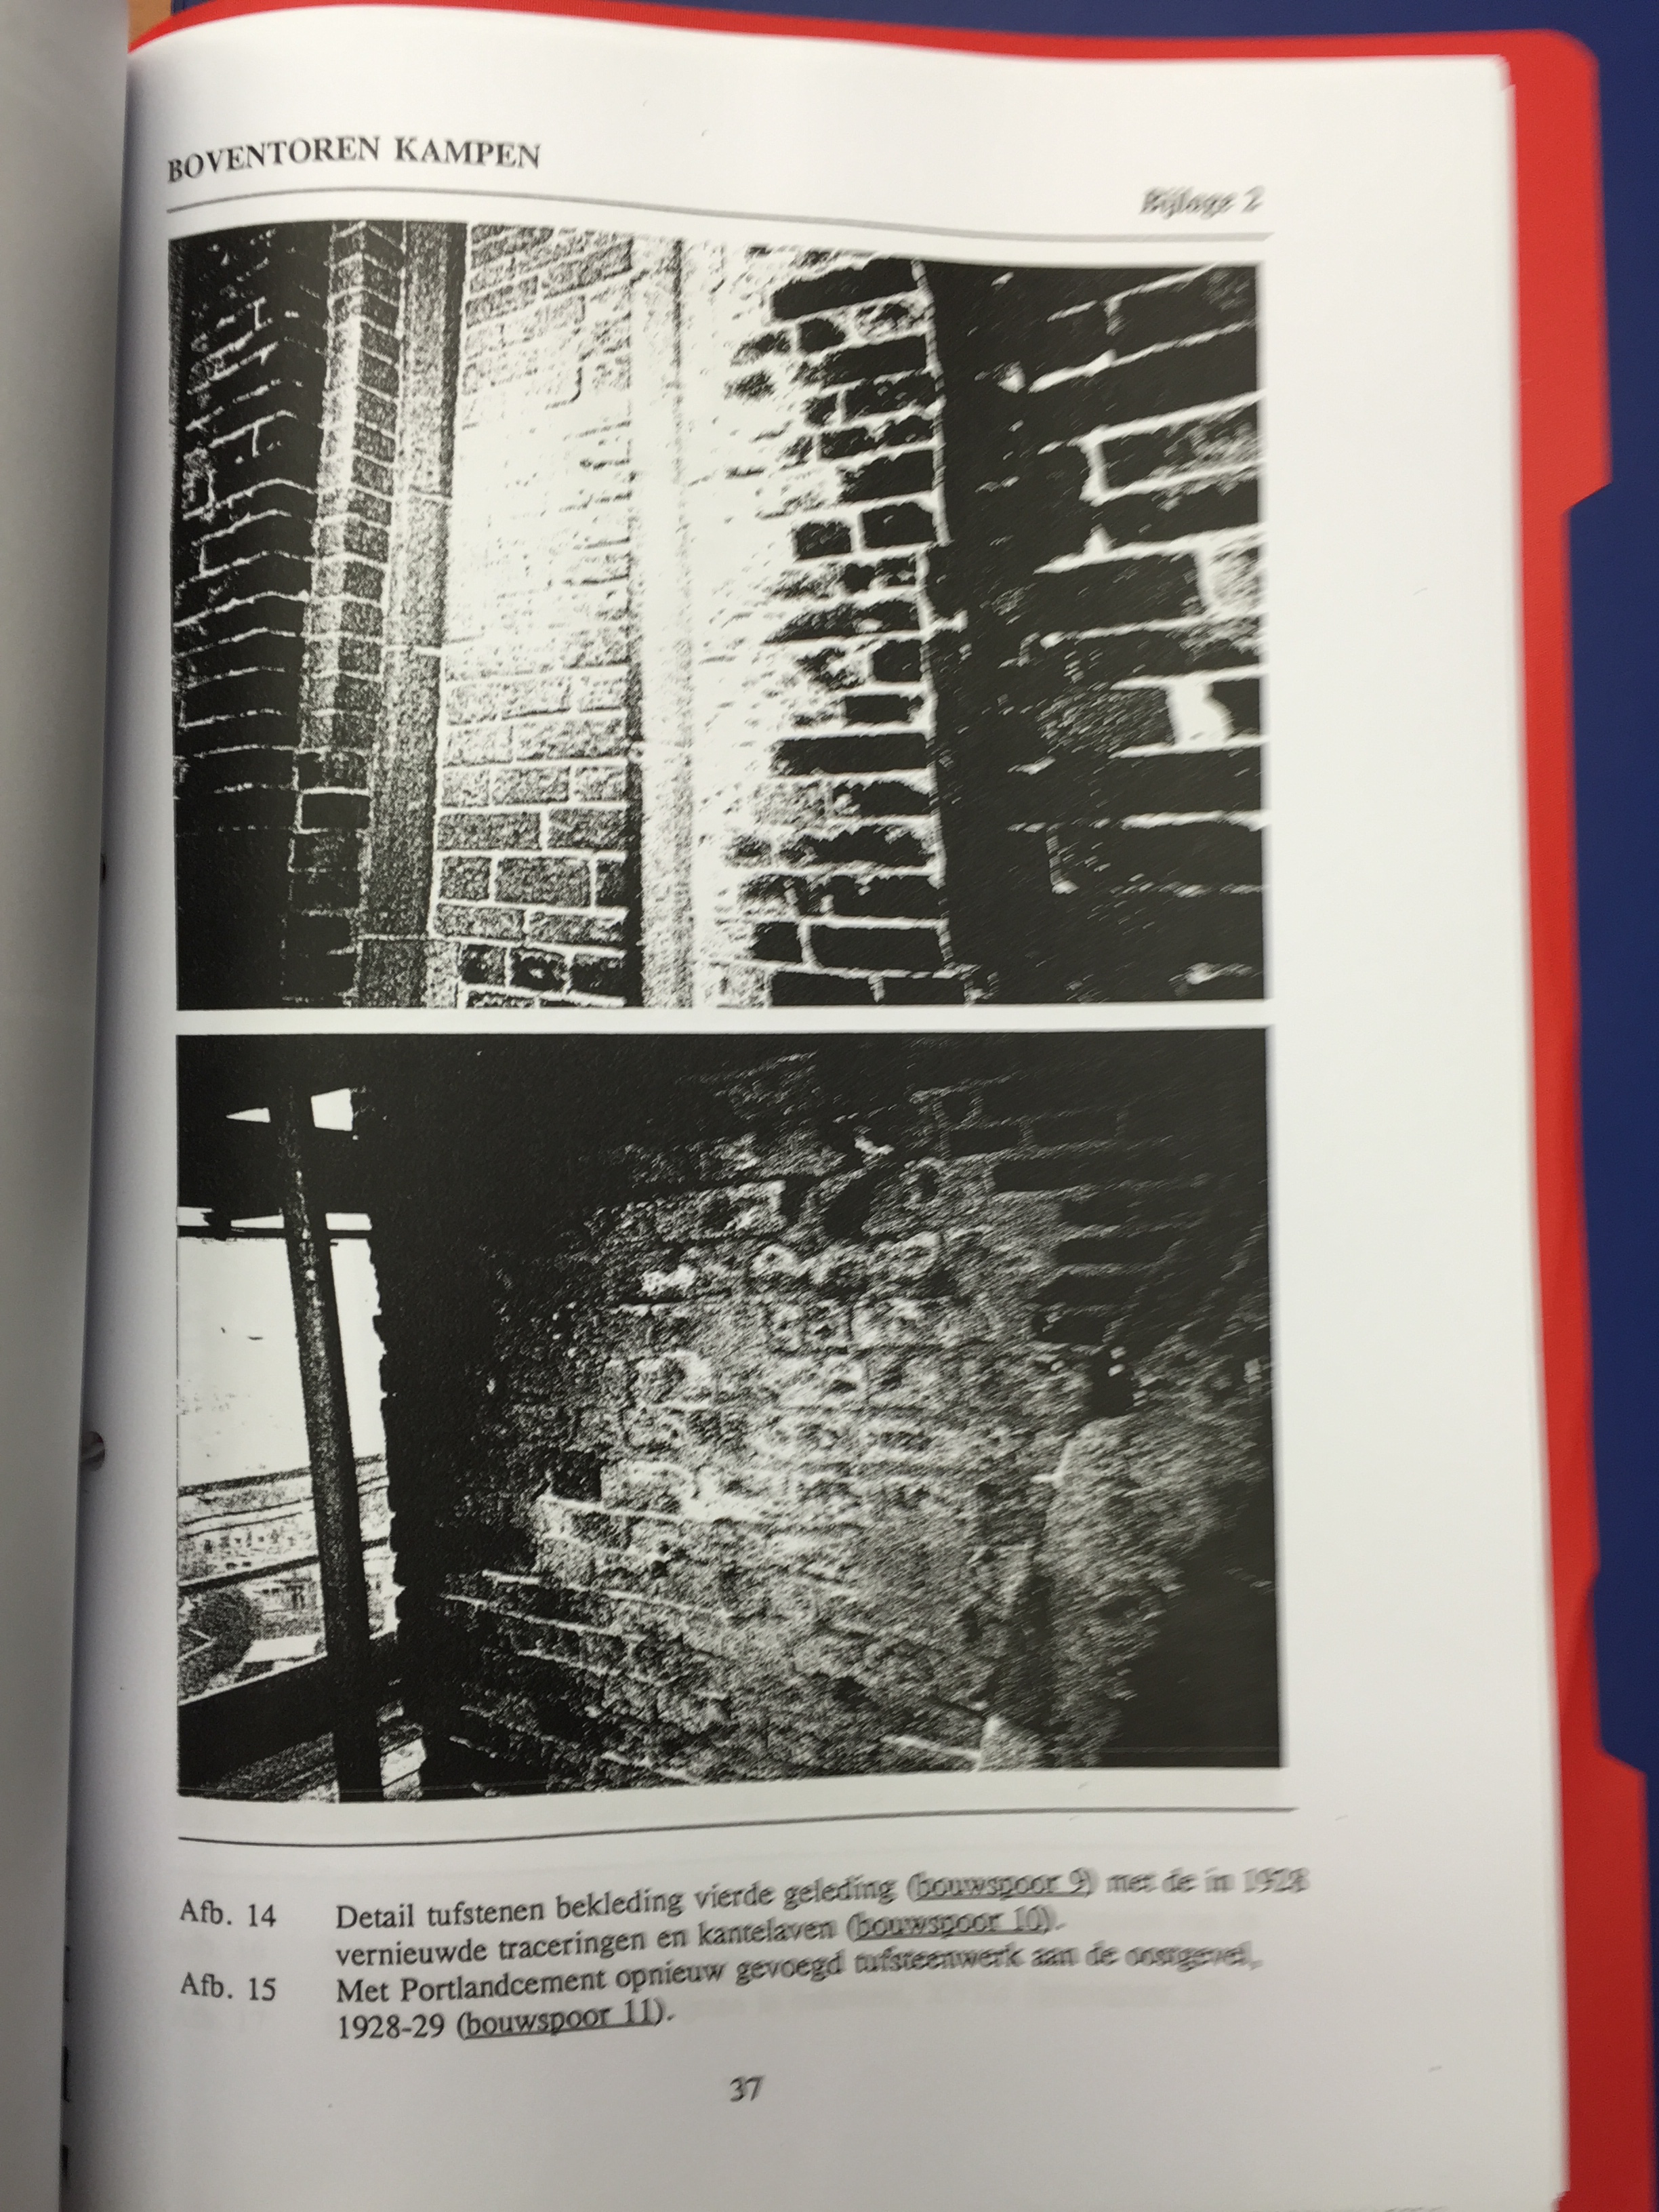 BOVENTOREN KAMPEN
Bijlage 2
Afb. 14 Detail tufstenen bekleding vierde geleding (bouwspoor 9) met de in 1928
vernieuwde traceringen en kantelaven (bouwspoor 10).
Afb. 15 Met Portlandcement opnieuw gevoegd tufsteenwerk aan de oostgevel,
1928-29 (bouwspoor 11).
37